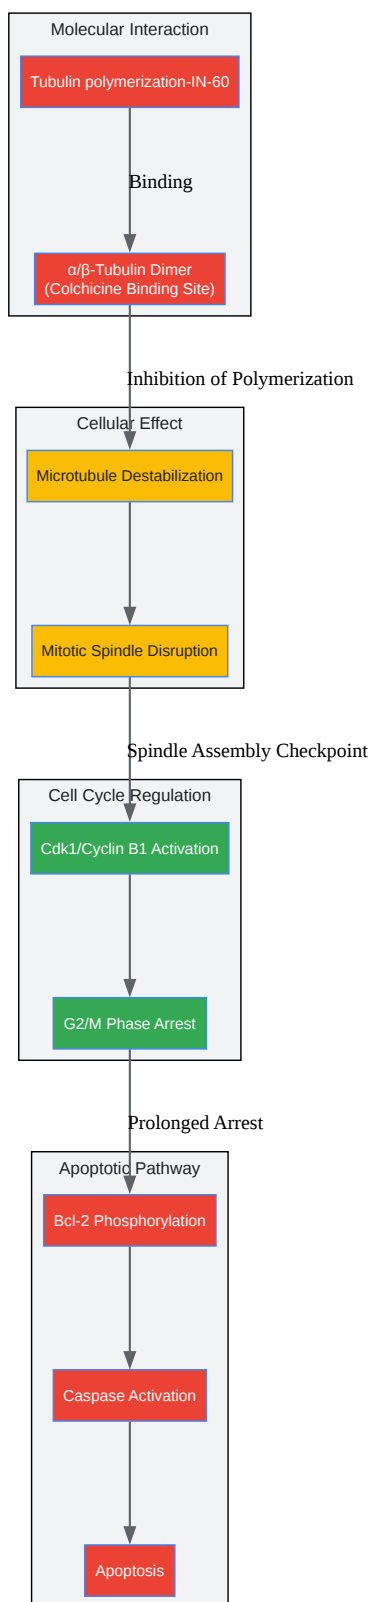 Molecular Interaction
Tubulin polymerization-IN-60
Binding
α/β-Tubulin Dimer
(Colchicine Binding Site)
Inhibition of Polymerization
Cellular Effect
Microtubule Destabilization
Mitotic Spindle Disruption
Spindle Assembly Checkpoint
Cell Cycle Regulation
Cdk1/Cyclin B1 Activation
G2/M Phase Arrest
Prolonged Arrest
Apoptotic Pathway
Bcl-2 Phosphorylation
Caspase Activation
Apoptosis